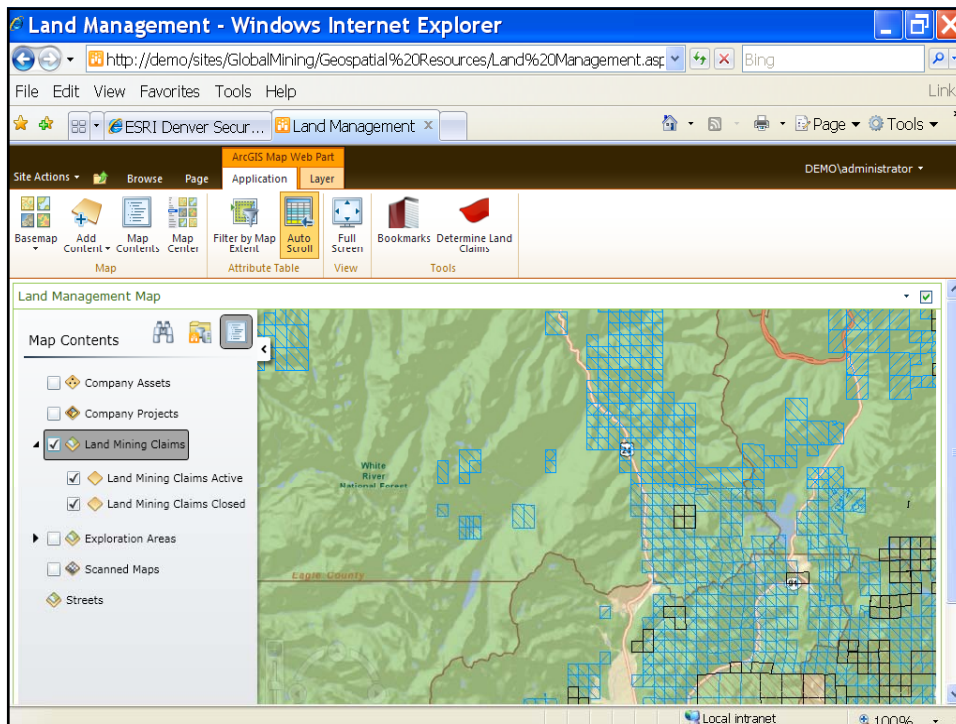 Land Management - Windows Internet Explorer
http://demo/sites/GlobalMining/Geospatial%20Resources/Land%20Management.asp
Bing
File Edit View Favorites Tools Help
Link
ESRI Denver Secur... Land Management x
Page Tools
ArcGIS Map Web Part
Site Actions Browse Page Application Layer
DEMO\administrator
Basemap Add Content Map Contents Map Center Filter by Map Extent Auto Scroll Full Screen Bookmarks Determine Land Claims
Map Attribute Table View Tools
Land Management Map
Map Contents
Company Assets
Company Projects
Land Mining Claims
Land Mining Claims Active
Land Mining Claims Closed
Exploration Areas
Scanned Maps
Streets
24
White
River
National Forest
Eagle County
Local intranet
100%